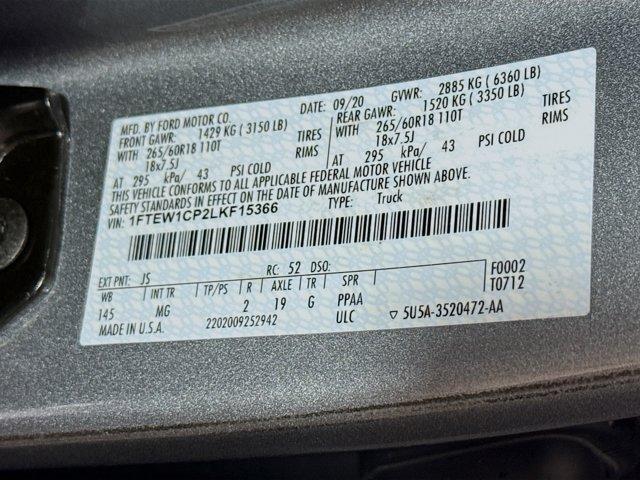 MFD. BY FORD MOTOR CO. DATE: 09/20 GVWR: 2885 KG ( 6360 LB)
FRONT GAWR: 1429 KG ( 3150 LB) REAR GAWR: 1520 KG ( 3350 LB)
WITH 265/60R18 110T TIRES WITH 265/60R18 110T TIRES
18x7.5J RIMS 18x7.5J RIMS
AT 295 kPa/ 43 PSI COLD AT 295 kPa/ 43 PSI COLD
THIS VEHICLE CONFORMS TO ALL APPLICABLE FEDERAL MOTOR VEHICLE
SAFETY STANDARDS IN EFFECT ON THE DATE OF MANUFACTURE SHOWN ABOVE.
VIN: 1FTEW1CP2LKF15366 TYPE: Truck
EXT PNT: JS RC: 52 DSO: F0002
WB INT TR TP/PS R AXLE TR SPR T0712
145 MG 2 19 G PPAA
MADE IN U.S.A. 2202009252942 ULC ▽ 5U5A-3520472-AA